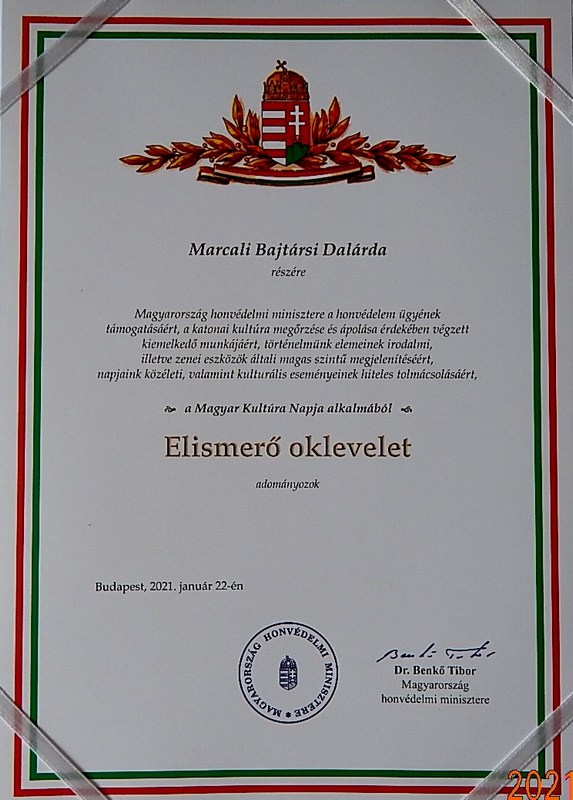 Marcali Bajtársi Dalárda
részére
Magyarország honvédelmi minisztere a honvédelem ügyének
támogatásáért, a katonai kultúra megőrzése és ápolása érdekében végzett
kiemelkedő munkájáért, történelmünk elemeinek irodalmi,
illetve zenei eszközök általi magas szintű megjelenítéséért,
napjaink közéleti, valamint kulturális eseményeinek hiteles tolmácsolásáért,
a Magyar Kultúra Napja alkalmából
Elismerő oklevelet
adományozok
Budapest, 2021. január 22-én
MAGYARORSZÁG HONVÉDELMI MINISZTERE
Benkő Tibor
Dr. Benkő Tibor
Magyarország
honvédelmi minisztere
2021